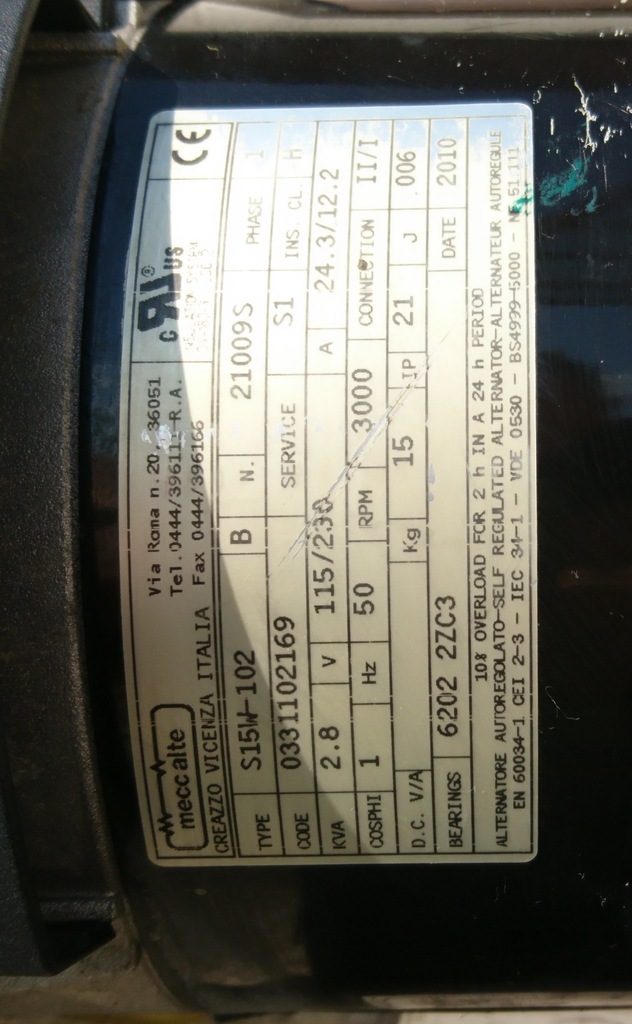 meccalte
Via Roma n.20 - 36051
Tel.0444/396111 R.A.
CREAZZO VICENZA ITALIA Fax 0444/396166
c RU ® US CE
TYPE S15W-102 B N. 21009S PHASE 1
CODE 0331102169 SERVICE S1 INS. CL. H
KVA 2.8 V 115/230 A 24.3/12.2
COSPHI 1 Hz 50 RPM 3000 CONNECTION II/I
D.C. V/A Kg 15 IP 21 J .006
BEARINGS 6202 2ZC3 DATE 2010
10% OVERLOAD FOR 2 h IN A 24 h PERIOD
ALTERNATORE AUTOREGOLATO-SELF REGULATED ALTERNATOR-ALTERNATEUR AUTOREGULE
EN 60034-1 CEI 2-3 - IEC 34-1 - VDE 0530 - BS4999-5000 - NF 51.111